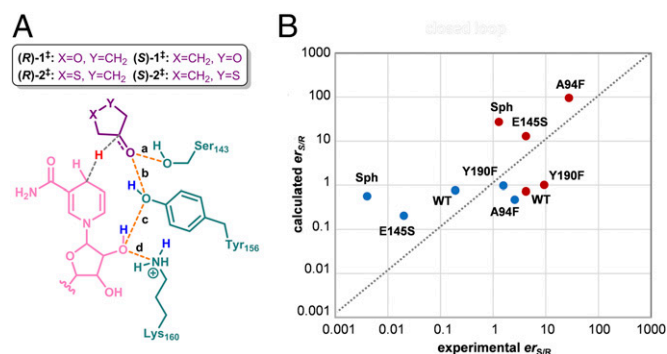 A
(R)-1‡: X=O, Y=CH₂ (S)-1‡: X=CH₂, Y=O
(R)-2‡: X=S, Y=CH₂ (S)-2‡: X=CH₂, Y=S
Y
X
H
O
a
H
O
Ser143
b
H
O
H
O
NH₂
N
c
Tyr156
H
O
d
H
H
NH₂
⊕
O
OH
Lys160
B
closed loop
calculated erS/R
1000
100
10
1
0.1
0.01
0.001
A94F
Sph
E145S
Sph
Y190F
Y190F
WT
WT
A94F
E145S
0.001 0.01 0.1 1 10 100 1000
experimental erS/R